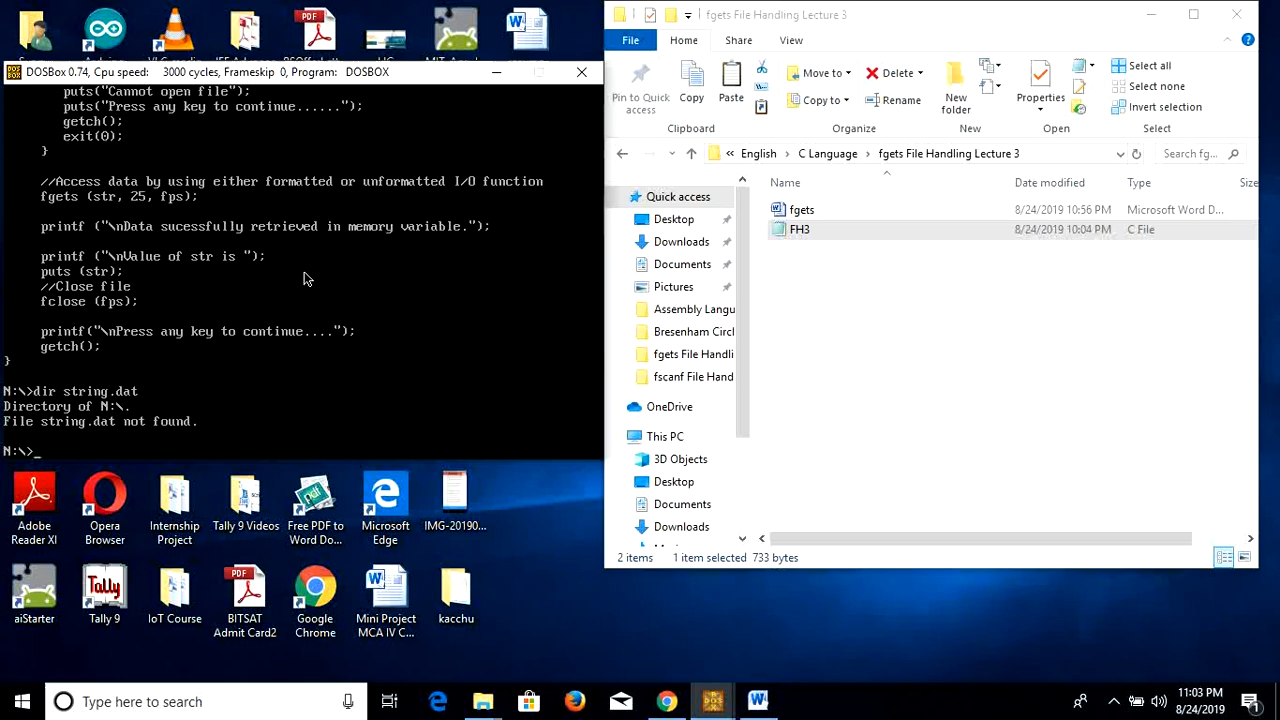 DOSBox 0.74, Cpu speed: 3000 cycles, Frameskip 0, Program: DOSBOX
puts("Cannot open file");
puts("Press any key to continue......");
getch();
exit(0);
}
//Access data by using either formatted or unformatted I/O function
fgets (str, 25, fps);
printf ("\nData sucessfully retrieved in memory variable.");
printf ("\nValue of str is ");
puts (str);
//Close file
fclose (fps);
printf("\nPress any key to continue....");
getch();
}
N:\>dir string.dat
Directory of N:\.
File string.dat not found.
N:\>_
fgets File Handling Lecture 3
File
Home
Share
View
Pin to Quick access
Copy
Paste
Clipboard
Move to
Copy to
Delete
Rename
Organize
New folder
New
Properties
Open
Select all
Select none
Invert selection
Select
« English > C Language > fgets File Handling Lecture 3
Search fg...
Quick access
Desktop
Downloads
Documents
Pictures
Assembly Langu
Bresenham Circ
fgets File Handli
fscanf File Hand
OneDrive
This PC
3D Objects
Desktop
Documents
Downloads
Name
Date modified
Type
Size
fgets
8/24/2019 10:56 PM
Microsoft Word D...
FH3
8/24/2019 10:04 PM
C File
2 items
1 item selected 733 bytes
PDF
Adobe Reader XI
Opera Browser
Internship Project
Tally 9 Videos
Free PDF to Word Do...
Microsoft Edge
IMG-20190...
aiStarter
Tally
Tally 9
IoT Course
PDF
BITSAT Admit Card2
Google Chrome
Mini Project MCA IV C...
kacchu
Type here to search
11:03 PM
8/24/2019